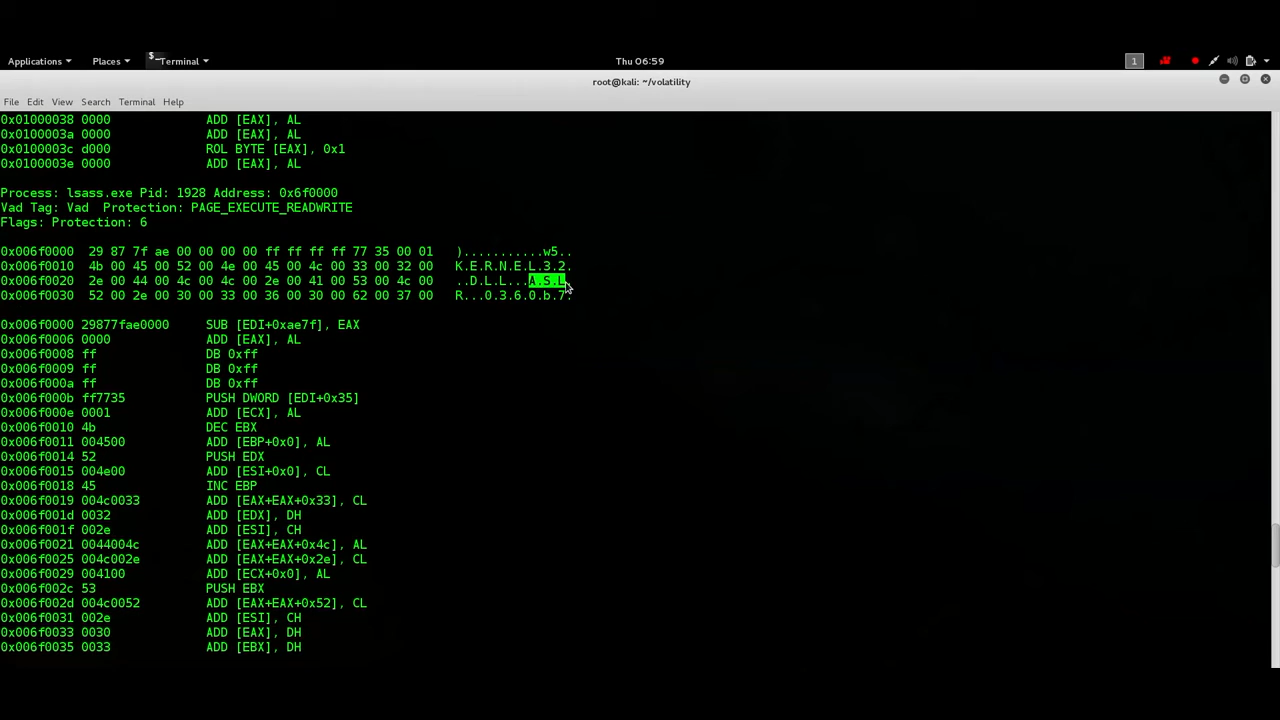 Applications Places Terminal Thu 06:59 1
root@kali: ~/volatility
File Edit View Search Terminal Help
0x01000038 0000 ADD [EAX], AL
0x0100003a 0000 ADD [EAX], AL
0x0100003c d000 ROL BYTE [EAX], 0x1
0x0100003e 0000 ADD [EAX], AL
Process: lsass.exe Pid: 1928 Address: 0x6f0000
Vad Tag: Vad Protection: PAGE_EXECUTE_READWRITE
Flags: Protection: 6
0x006f0000 29 87 7f ae 00 00 00 00 ff ff ff ff 77 35 00 01 )...........w5..
0x006f0010 4b 00 45 00 52 00 4e 00 45 00 4c 00 33 00 32 00 K.E.R.N.E.L.3.2.
0x006f0020 2e 00 44 00 4c 00 4c 00 2e 00 41 00 53 00 4c 00 ..D.L.L...A.S.L.
0x006f0030 52 00 2e 00 30 00 33 00 36 00 30 00 62 00 37 00 R...0.3.6.0.b.7.
0x006f0000 29877fae0000 SUB [EDI+0xae7f], EAX
0x006f0006 0000 ADD [EAX], AL
0x006f0008 ff DB 0xff
0x006f0009 ff DB 0xff
0x006f000a ff DB 0xff
0x006f000b ff7735 PUSH DWORD [EDI+0x35]
0x006f000e 0001 ADD [ECX], AL
0x006f0010 4b DEC EBX
0x006f0011 004500 ADD [EBP+0x0], AL
0x006f0014 52 PUSH EDX
0x006f0015 004e00 ADD [ESI+0x0], CL
0x006f0018 45 INC EBP
0x006f0019 004c0033 ADD [EAX+EAX+0x33], CL
0x006f001d 0032 ADD [EDX], DH
0x006f001f 002e ADD [ESI], CH
0x006f0021 0044004c ADD [EAX+EAX+0x4c], AL
0x006f0025 004c002e ADD [EAX+EAX+0x2e], CL
0x006f0029 004100 ADD [ECX+0x0], AL
0x006f002c 53 PUSH EBX
0x006f002d 004c0052 ADD [EAX+EAX+0x52], CL
0x006f0031 002e ADD [ESI], CH
0x006f0033 0030 ADD [EAX], DH
0x006f0035 0033 ADD [EBX], DH